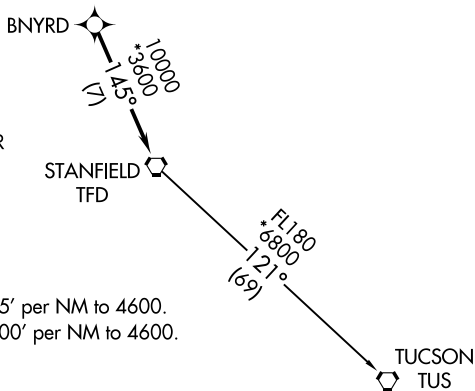 BNYRD
10000
*3600
145°
(7)
R
STANFIELD
TFD
FL180
*6800
121°
(69)
5' per NM to 4600.
00' per NM to 4600.
TUCSON
TUS